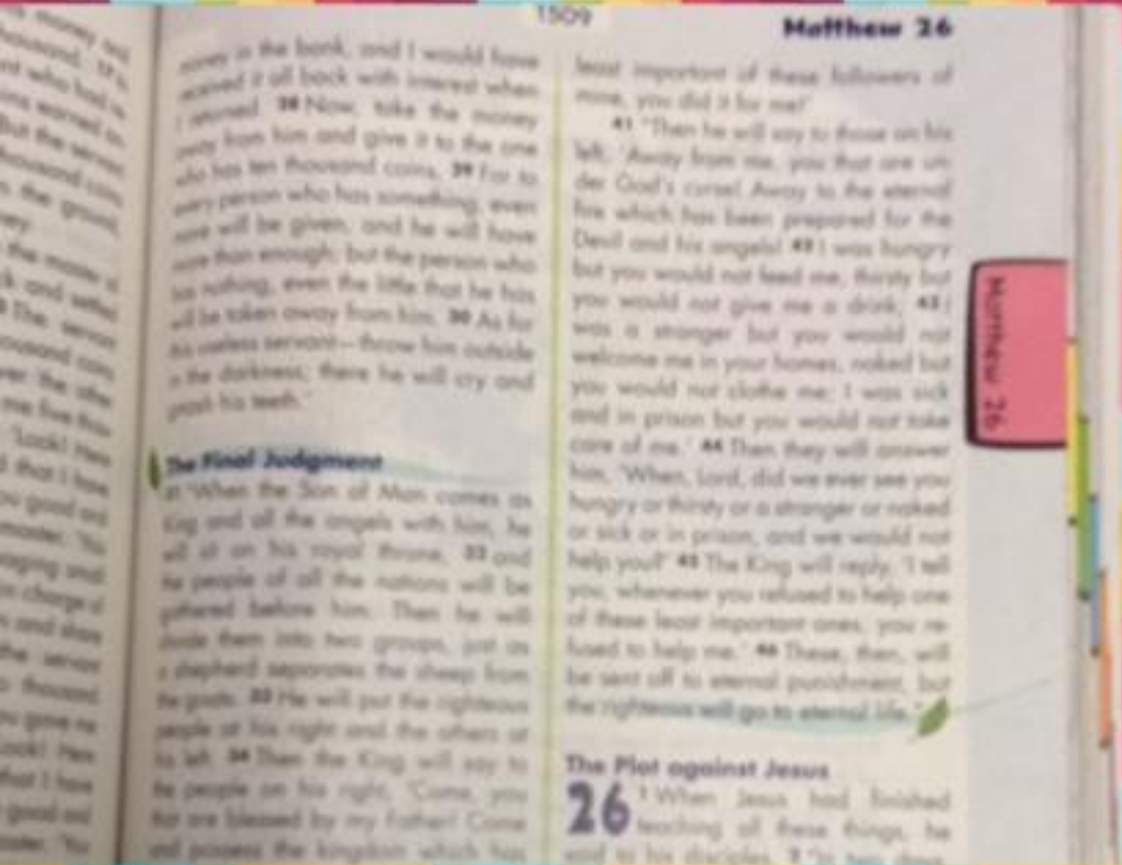 1509
Matthew 26
money in the bank, and I would have
received it all back with interest when
I returned. 28 Now, take the money
away from him and give it to the one
who has ten thousand coins. 29 For to
every person who has something, even
more will be given, and he will have
more than enough; but the person who
has nothing, even the little that he has
will be taken away from him. 30 As for
this useless servant—throw him outside
in the darkness; there he will cry and
gnash his teeth.'
The Final Judgment
31 "When the Son of Man comes as
King and all the angels with him, he
will sit on his royal throne, 32 and
the people of all the nations will be
gathered before him. Then he will
divide them into two groups, just as
a shepherd separates the sheep from
the goats. 33 He will put the righteous
people at his right and the others at
his left. 34 Then the King will say to
the people on his right, 'Come, you
that are blessed by my Father! Come
and possess the kingdom which has
least important of these followers of
mine, you did it for me!'
41 "Then he will say to those on his
left, 'Away from me, you that are un-
der God's curse! Away to the eternal
fire which has been prepared for the
Devil and his angels! 42 I was hungry
but you would not feed me, thirsty but
you would not give me a drink; 43 I
was a stranger but you would not
welcome me in your homes, naked but
you would not clothe me; I was sick
and in prison but you would not take
care of me.' 44 Then they will answer
him, 'When, Lord, did we ever see you
hungry or thirsty or a stranger or naked
or sick or in prison, and we would not
help you?' 45 The King will reply, 'I tell
you, whenever you refused to help one
of these least important ones, you re-
fused to help me.' 46 These, then, will
be sent off to eternal punishment, but
the righteous will go to eternal life."
The Plot against Jesus
26 1 When Jesus had finished
teaching all these things, he
said to his disciples, 2 "In two days,
Matthew 26